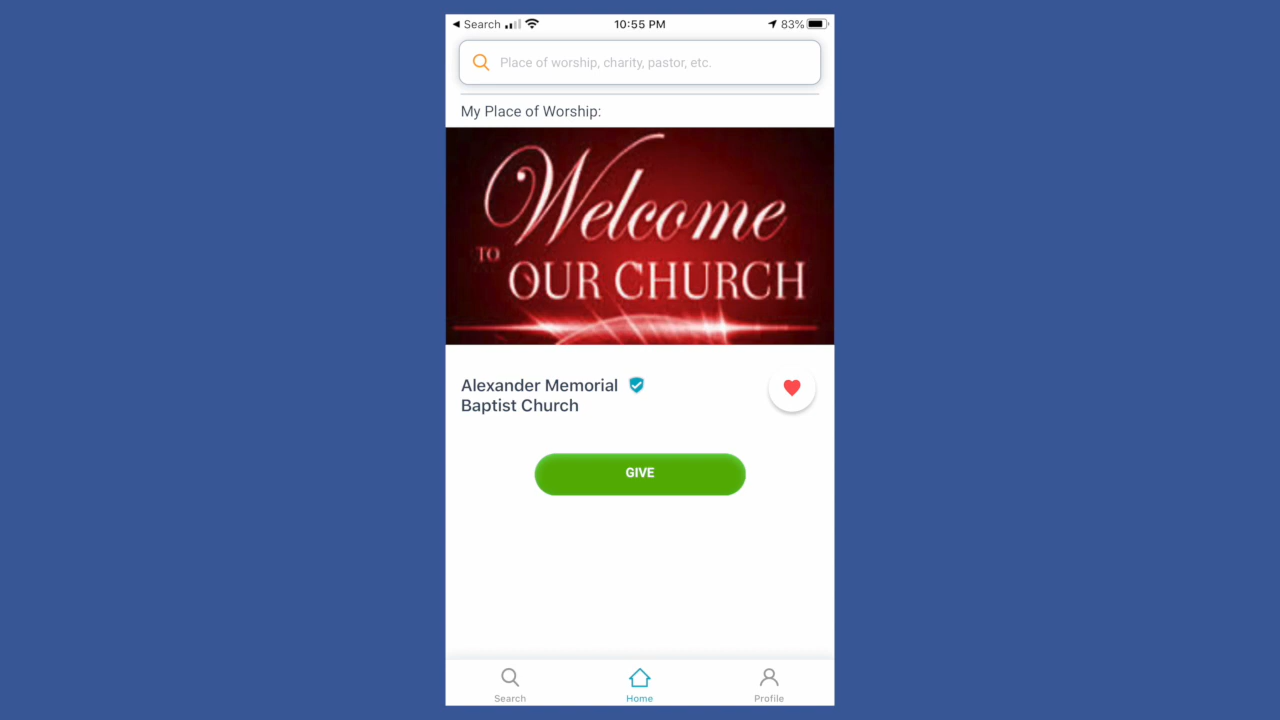 Search
10:55 PM
83%
Place of worship, charity, pastor, etc.
My Place of Worship:
Welcome
TO
OUR CHURCH
Alexander Memorial
Baptist Church
GIVE
Search
Home
Profile